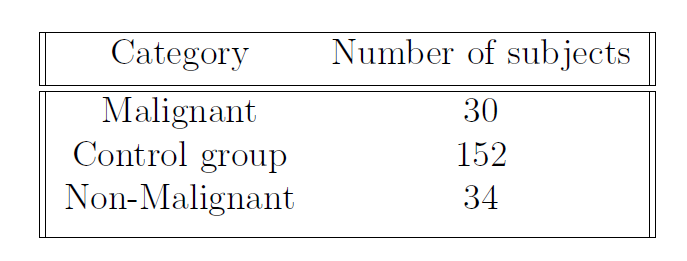 Category Number of subjects
Malignant 30
Control group 152
Non-Malignant 34